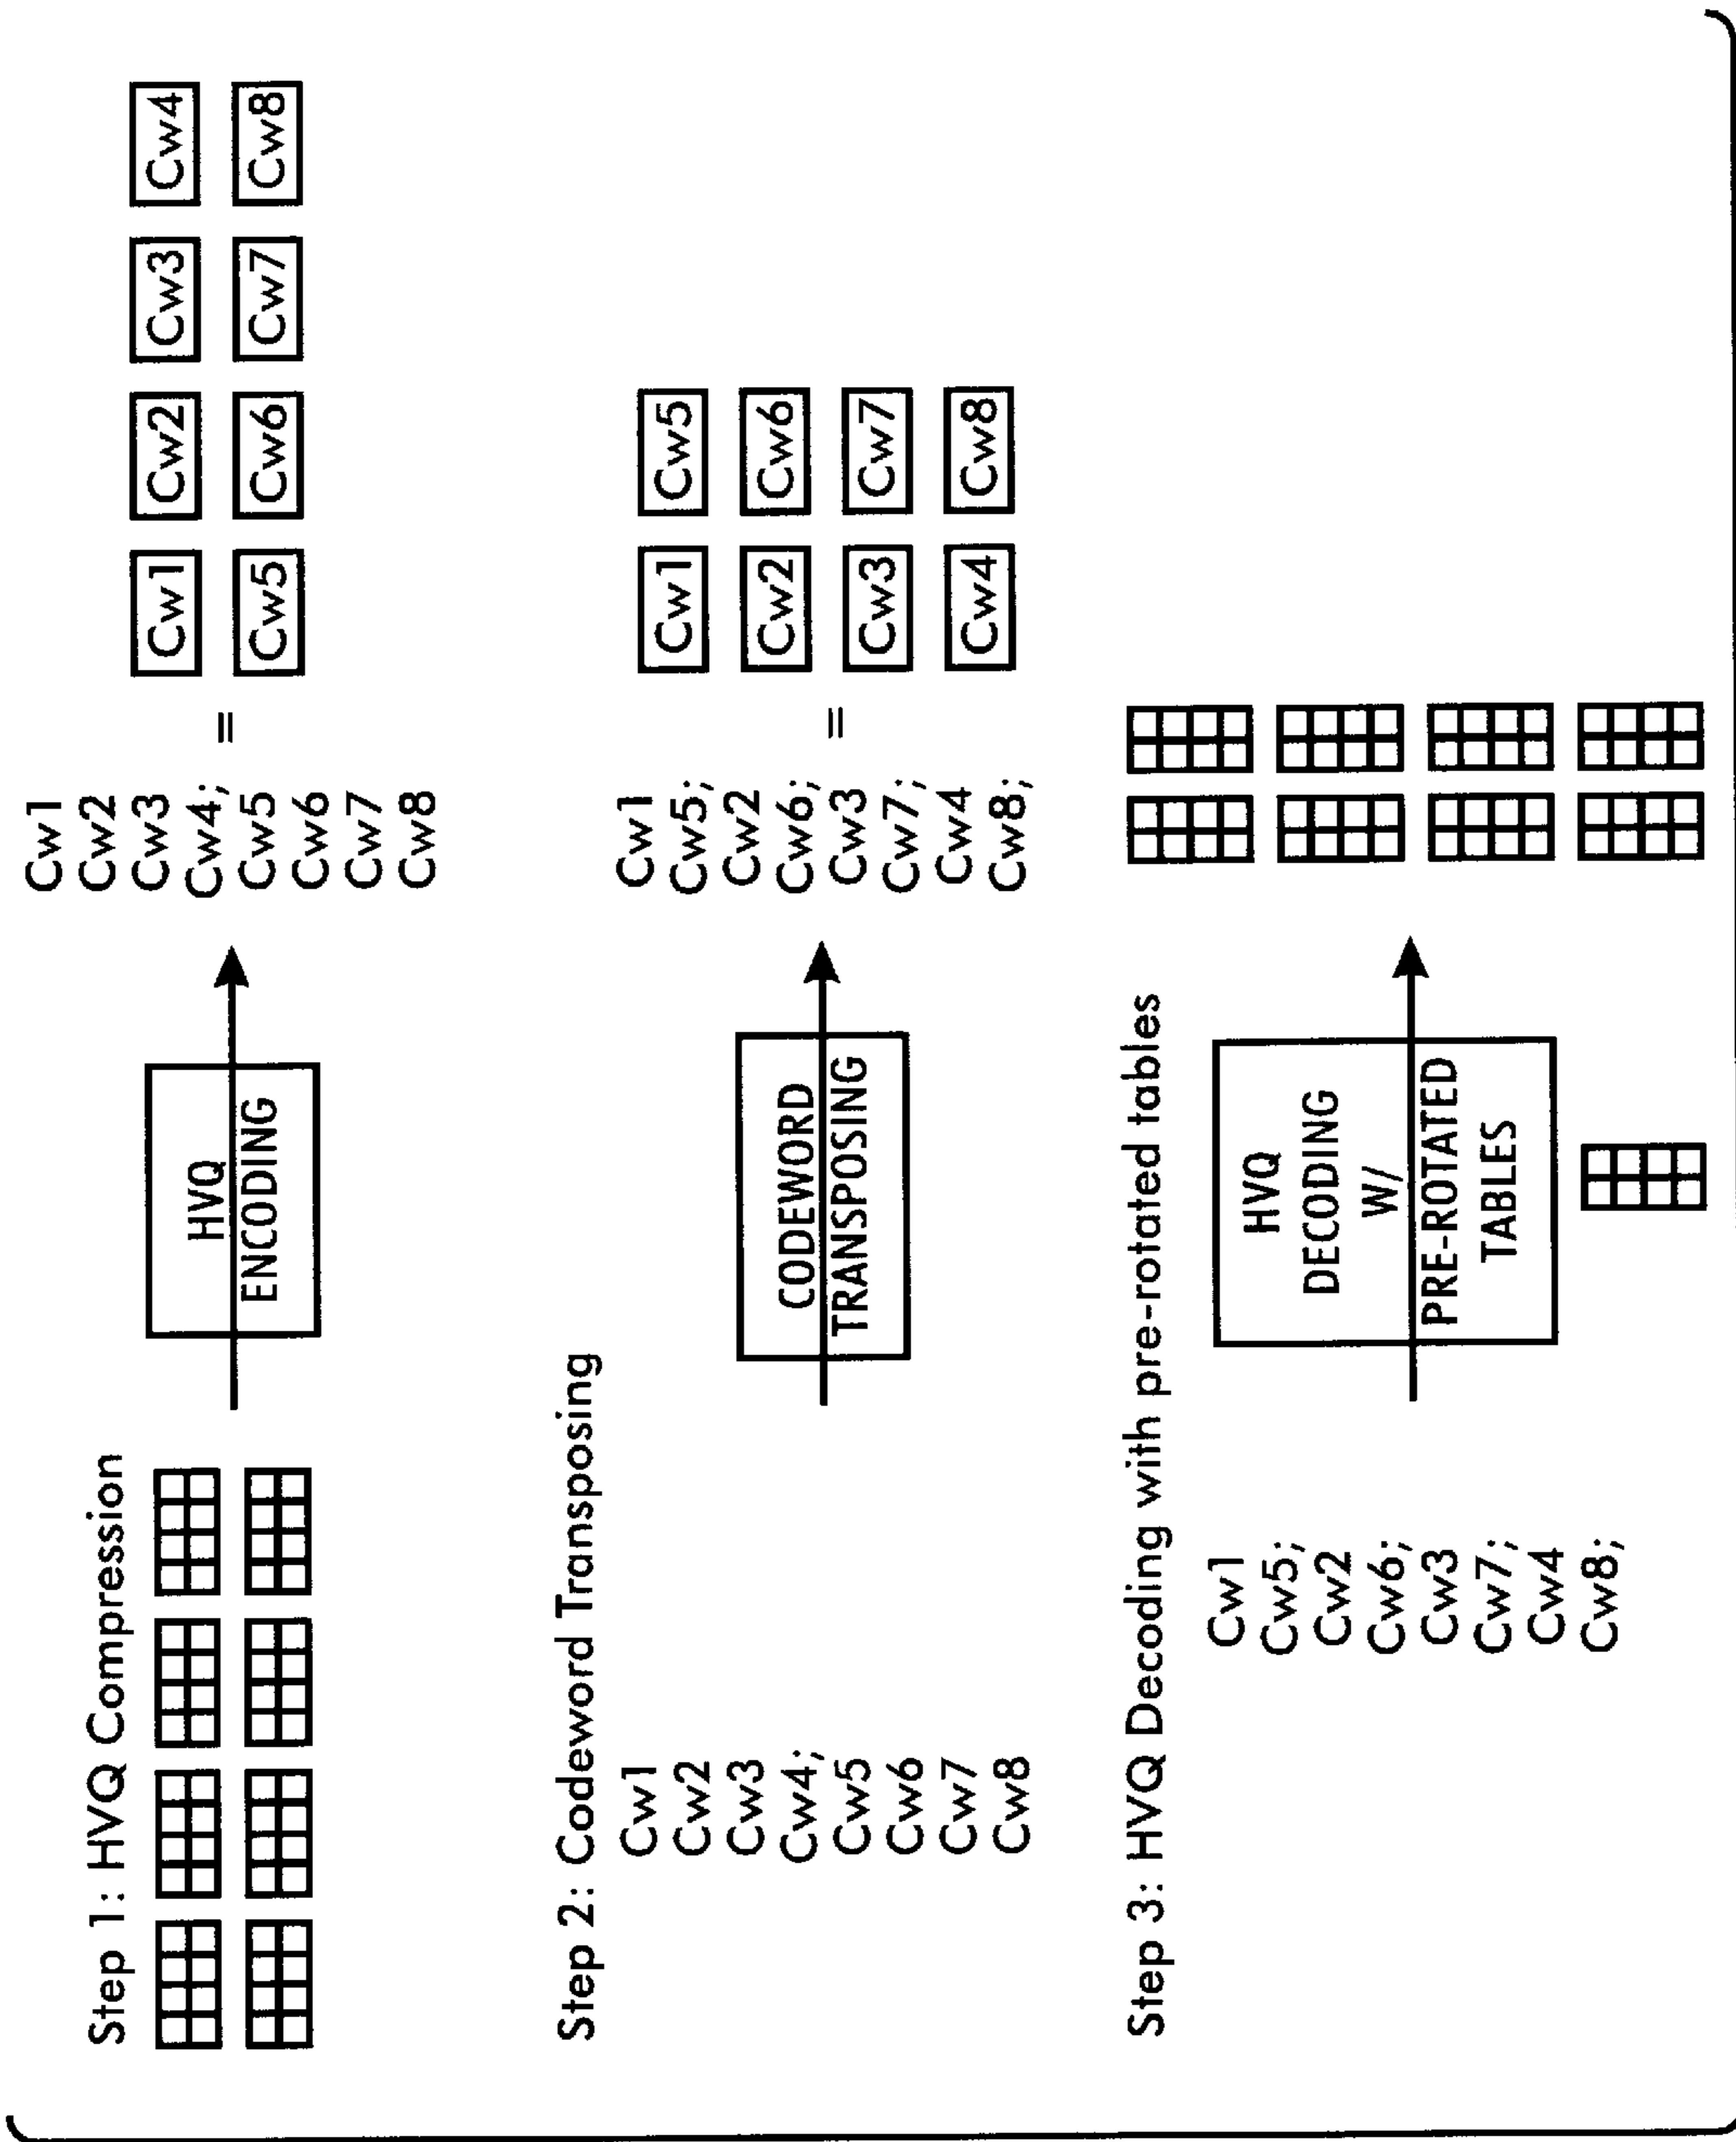 Step 1: HVQ Compression
HVQ
ENCODING
Cw1
Cw2
Cw3
Cw4;
Cw5
Cw6
Cw7
Cw8
=
Cw1 Cw2 Cw3 Cw4
Cw5 Cw6 Cw7 Cw8
Step 2: Codeword Transposing
Cw1
Cw2
Cw3
Cw4;
Cw5
Cw6
Cw7
Cw8
CODEWORD
TRANSPOSING
Cw1
Cw5;
Cw2
Cw6;
Cw3
Cw7;
Cw4
Cw8;
=
Cw1 Cw5
Cw2 Cw6
Cw3 Cw7
Cw4 Cw8
Step 3: HVQ Decoding with pre-rotated tables
Cw1
Cw5;
Cw2
Cw6;
Cw3
Cw7;
Cw4
Cw8;
HVQ
DECODING
W/
PRE-ROTATED
TABLES